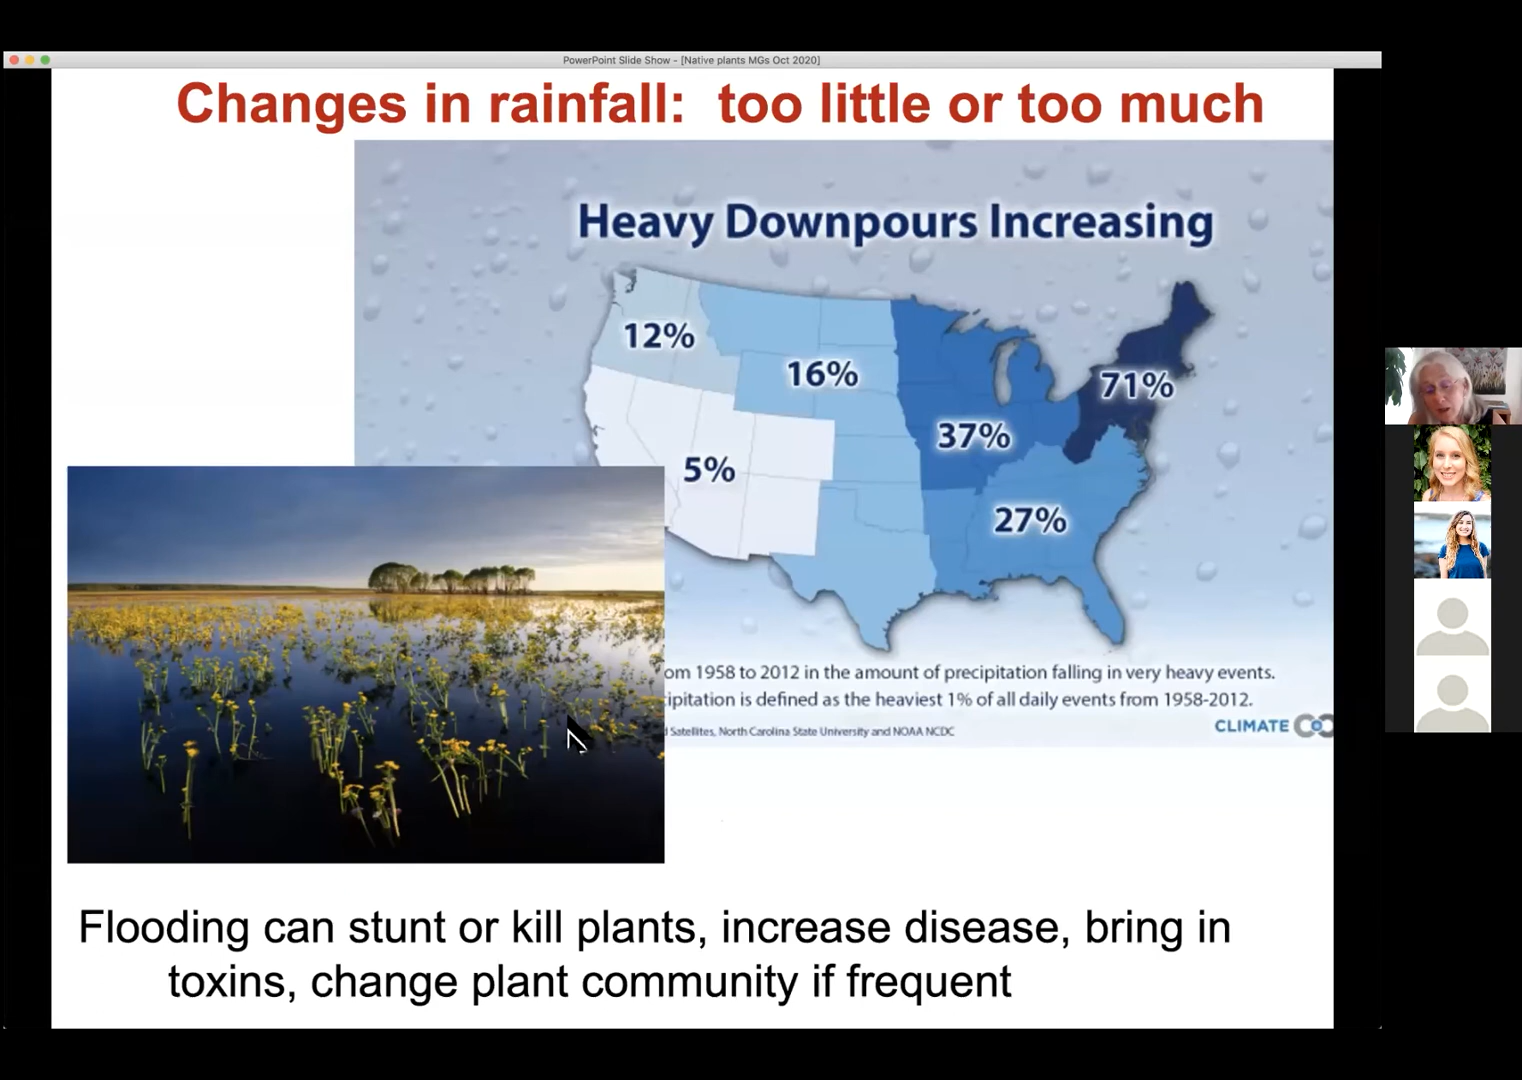 PowerPoint Slide Show - [Native plants MGs Oct 2020]
Changes in rainfall:  too little or too much
Heavy Downpours Increasing
12%
16%
71%
37%
5%
27%
om 1958 to 2012 in the amount of precipitation falling in very heavy events.
ipitation is defined as the heaviest 1% of all daily events from 1958-2012.
Satellites, North Carolina State University and NOAA NCDC
CLIMATE
Flooding can stunt or kill plants, increase disease, bring in
toxins, change plant community if frequent